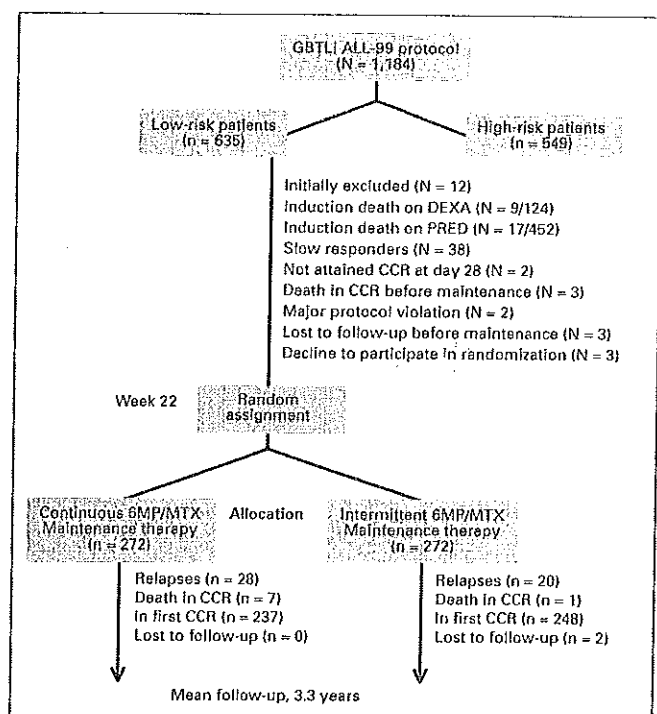 GBTLI ALL-99 protocol
(N = 1,184)
Low-risk patients
(n = 635)
High-risk patients
(n = 549)
Initially excluded (N = 12)
Induction death on DEXA (N = 9/124)
Induction death on PRED (N = 17/452)
Slow responders (N = 38)
Not attained CCR at day 28 (N = 2)
Death in CCR before maintenance (N = 3)
Major protocol violation (N = 2)
Lost to follow-up before maintenance (N = 3)
Decline to participate in randomization (N = 3)
Week 22
Random
assignment
Continuous 6MP/MTX
Maintenance therapy
(n = 272)
Allocation
Intermittent 6MP/MTX
Maintenance therapy
(n = 272)
Relapses (n = 28)
Death in CCR (n = 7)
In first CCR (n = 237)
Lost to follow-up (n = 0)
Relapses (n = 20)
Death in CCR (n = 1)
In first CCR (n = 248)
Lost to follow-up (n = 2)
Mean follow-up, 3.3 years